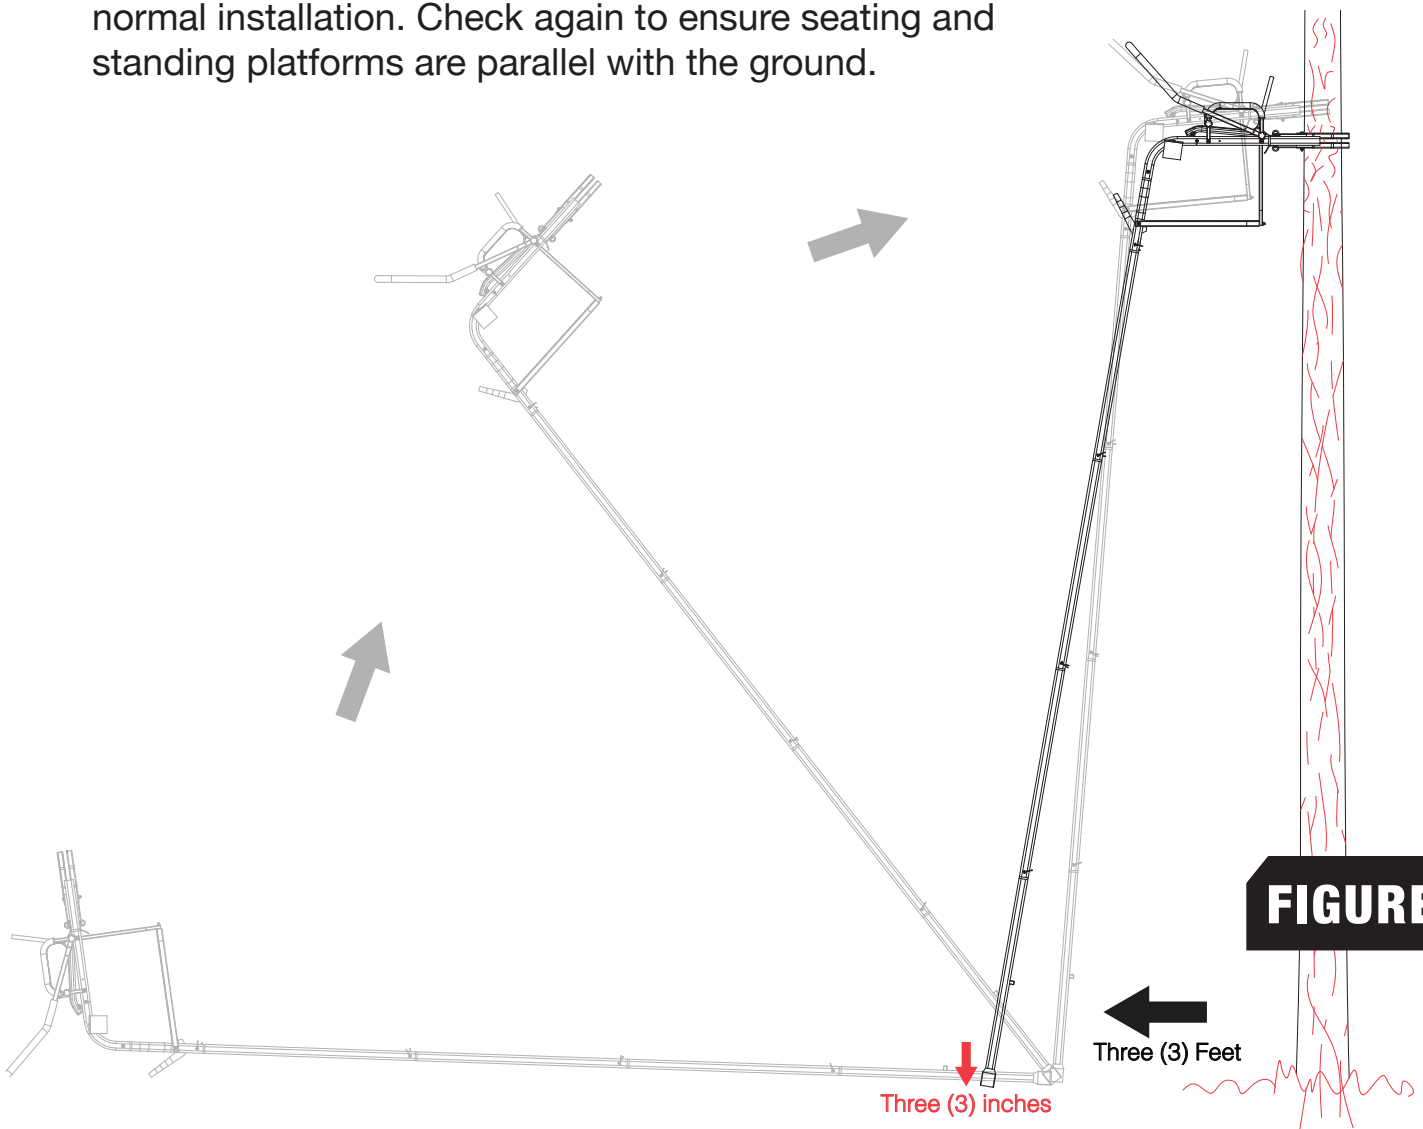 normal installation. Check again to ensure seating and
standing platforms are parallel with the ground.
FIGURE
Three (3) Feet
Three (3) inches